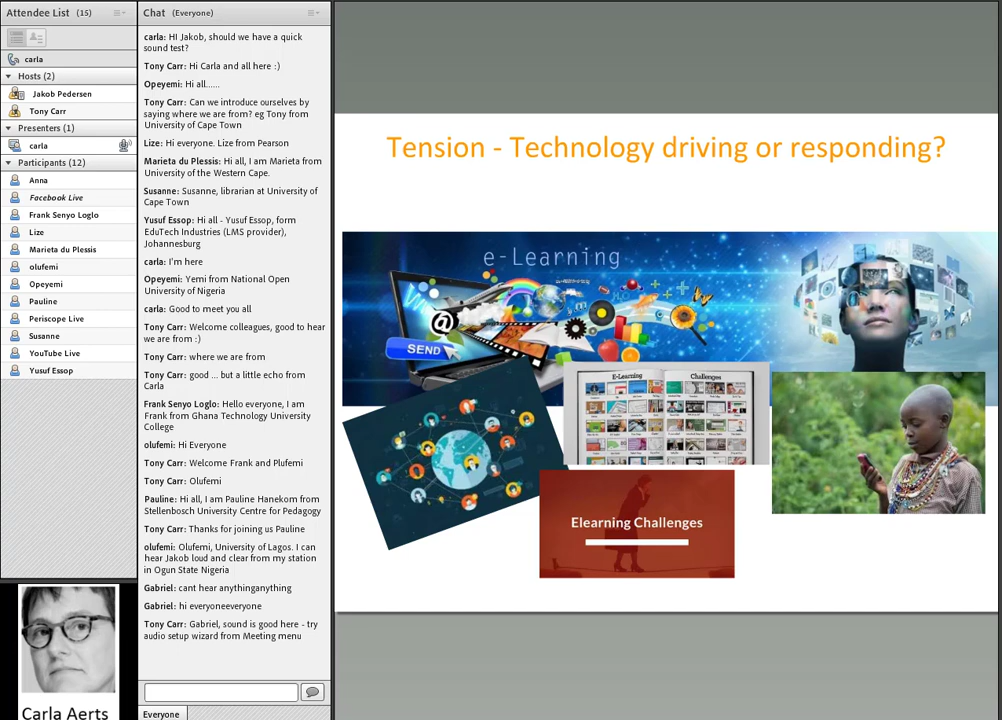 Attendee List (15)
carla
Hosts (2)
Jakob Pedersen
Tony Carr
Presenters (1)
carla
Participants (12)
Anna
Facebook Live
Frank Senyo Loglo
Lize
Marieta du Plessis
olufemi
Opeyemi
Pauline
Periscope Live
Susanne
YouTube Live
Yusuf Essop
Carla Aerts
Chat (Everyone)
carla: HI Jakob, should we have a quick
sound test?
Tony Carr: Hi Carla and all here :)
Opeyemi: Hi all......
Tony Carr: Can we introduce ourselves by
saying where we are from? eg Tony from
University of Cape Town
Lize: Hi everyone. Lize from Pearson
Marieta du Plessis: Hi all, I am Marieta from
University of the Western Cape.
Susanne: Susanne, librarian at University of
Cape Town
Yusuf Essop: Hi all - Yusuf Essop, form
EduTech Industries (LMS provider),
Johannesburg
carla: I'm here
Opeyemi: Yemi from National Open
University of Nigeria
carla: Good to meet you all
Tony Carr: Welcome colleagues, good to hear
we are from :)
Tony Carr: where we are from
Tony Carr: good ... but a little echo from
Carla
Frank Senyo Loglo: Hello everyone, I am
Frank from Ghana Technology University
College
olufemi: Hi Everyone
Tony Carr: Welcome Frank and Plufemi
Tony Carr: Olufemi
Pauline: Hi all, I am Pauline Hanekom from
Stellenbosch University Centre for Pedagogy
Tony Carr: Thanks for joining us Pauline
olufemi: Olufemi, University of Lagos. I can
hear Jakob loud and clear from my station
in Ogun State Nigeria
Gabriel: cant hear anythinganything
Gabriel: hi everyoneeveryone
Tony Carr: Gabriel, sound is good here - try
audio setup wizard from Meeting menu
Everyone
Tension - Technology driving or responding?
e-Learning
@
SEND
E-Learning
Challenges
Elearning Challenges